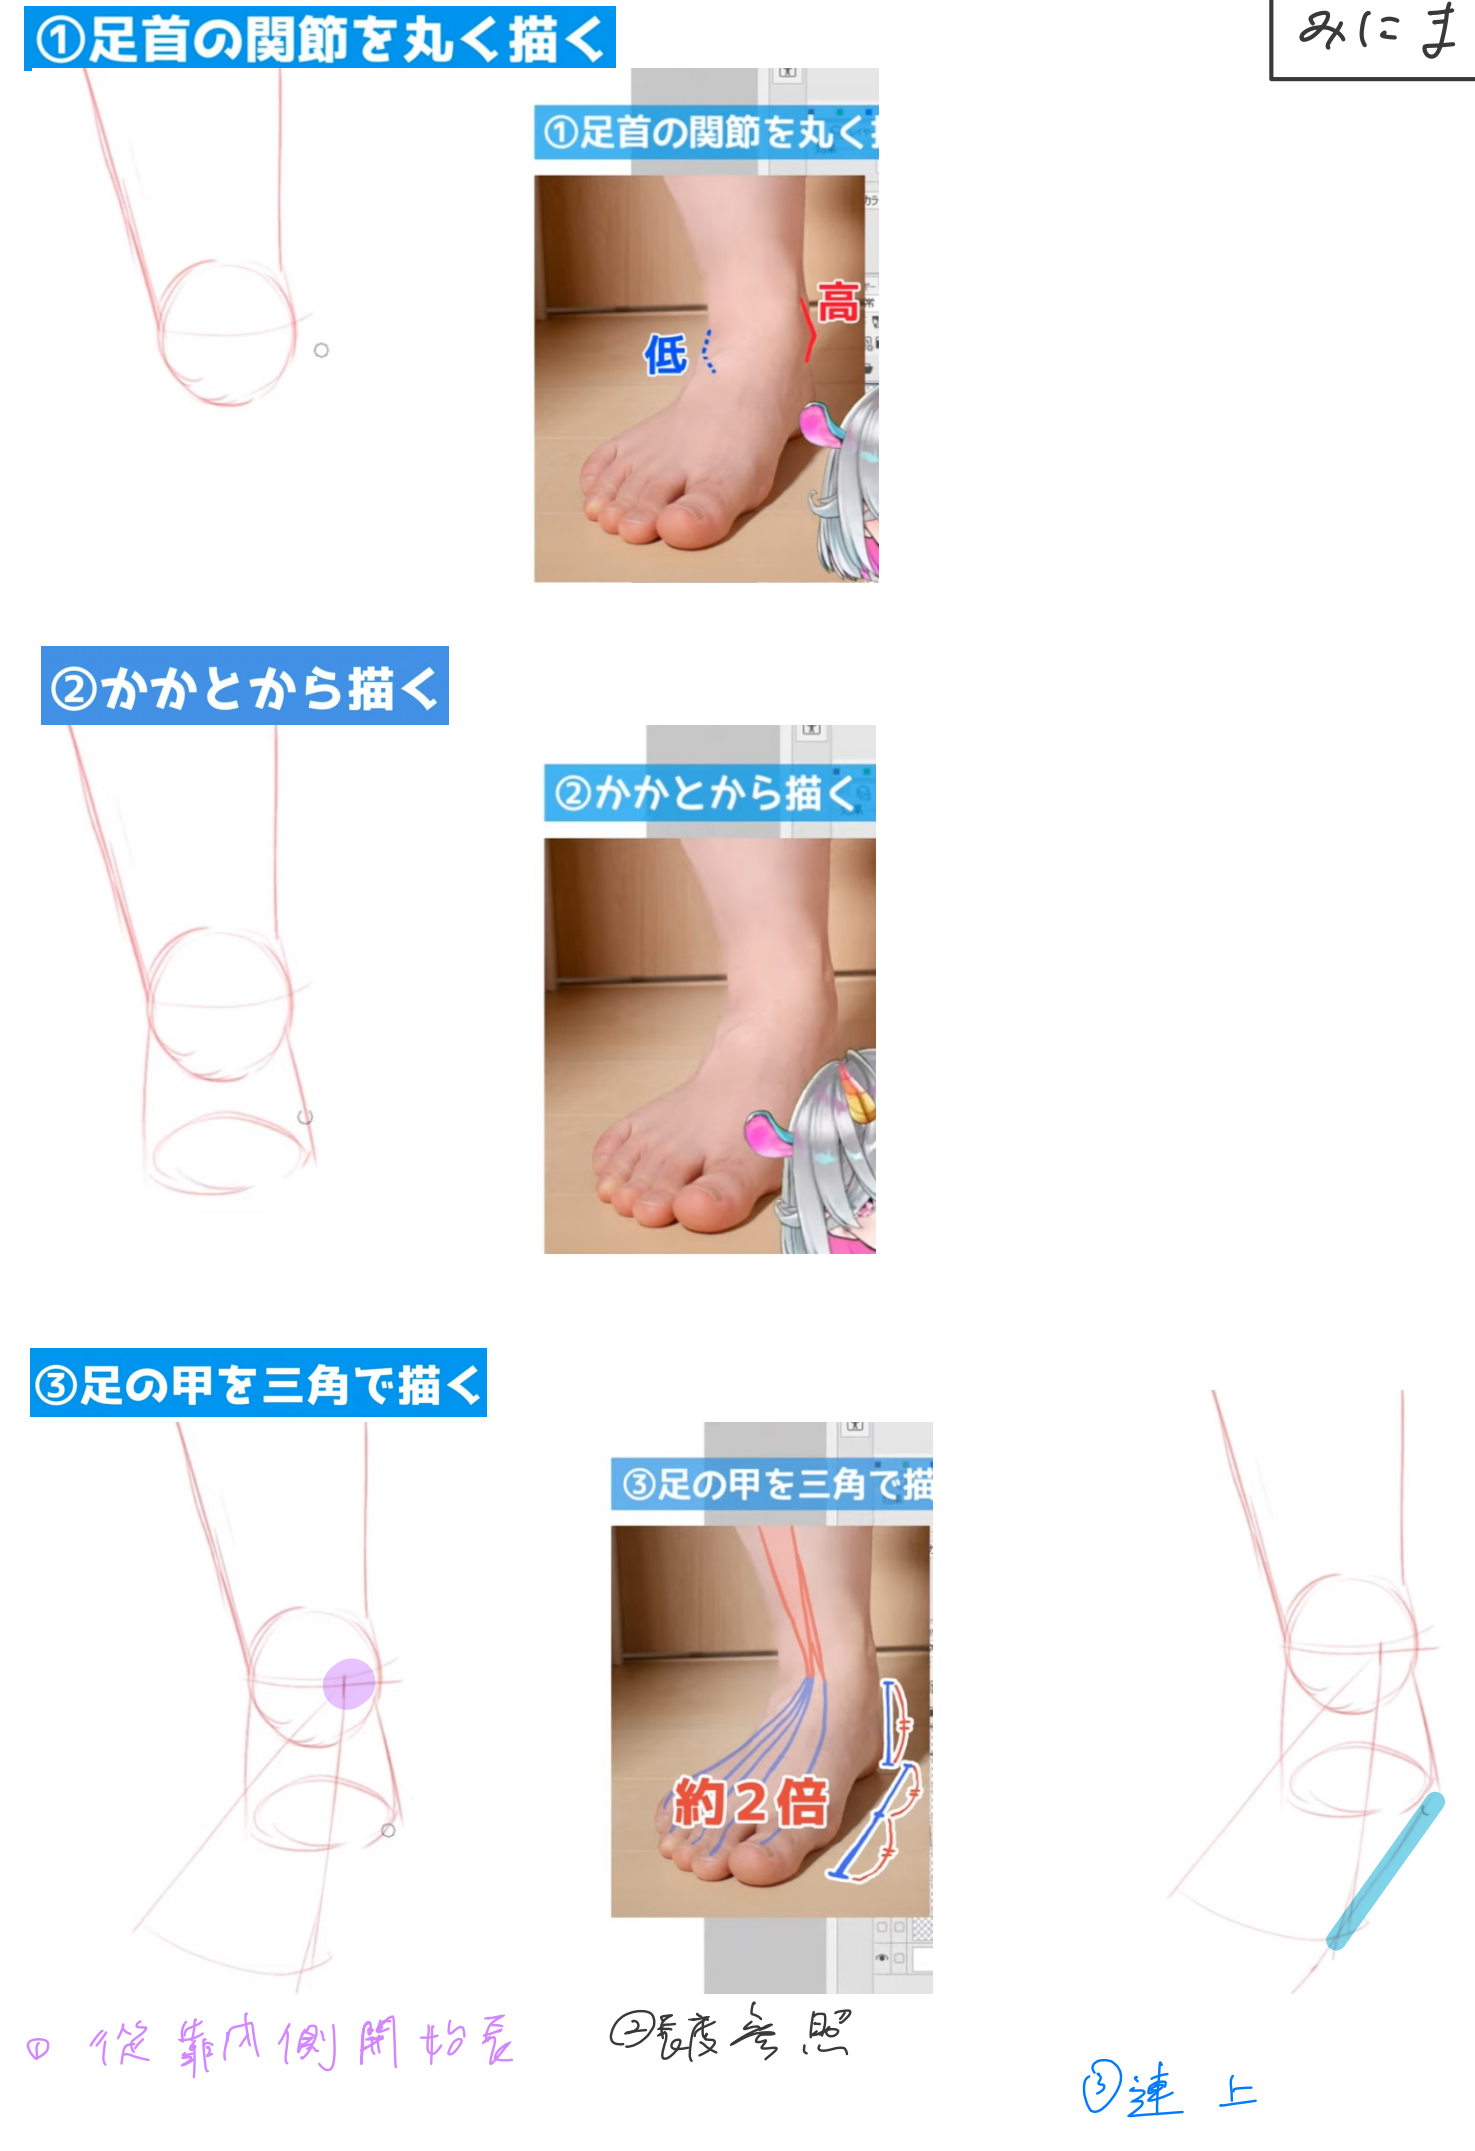 みにま
①足首の関節を丸く描く
①足首の関節を丸く
高
低
②かかとから描く
②かかとから描く
③足の甲を三角で描く
③足の甲を三角で描
約2倍
① 從靠內側開始長
②長度參照
③連上